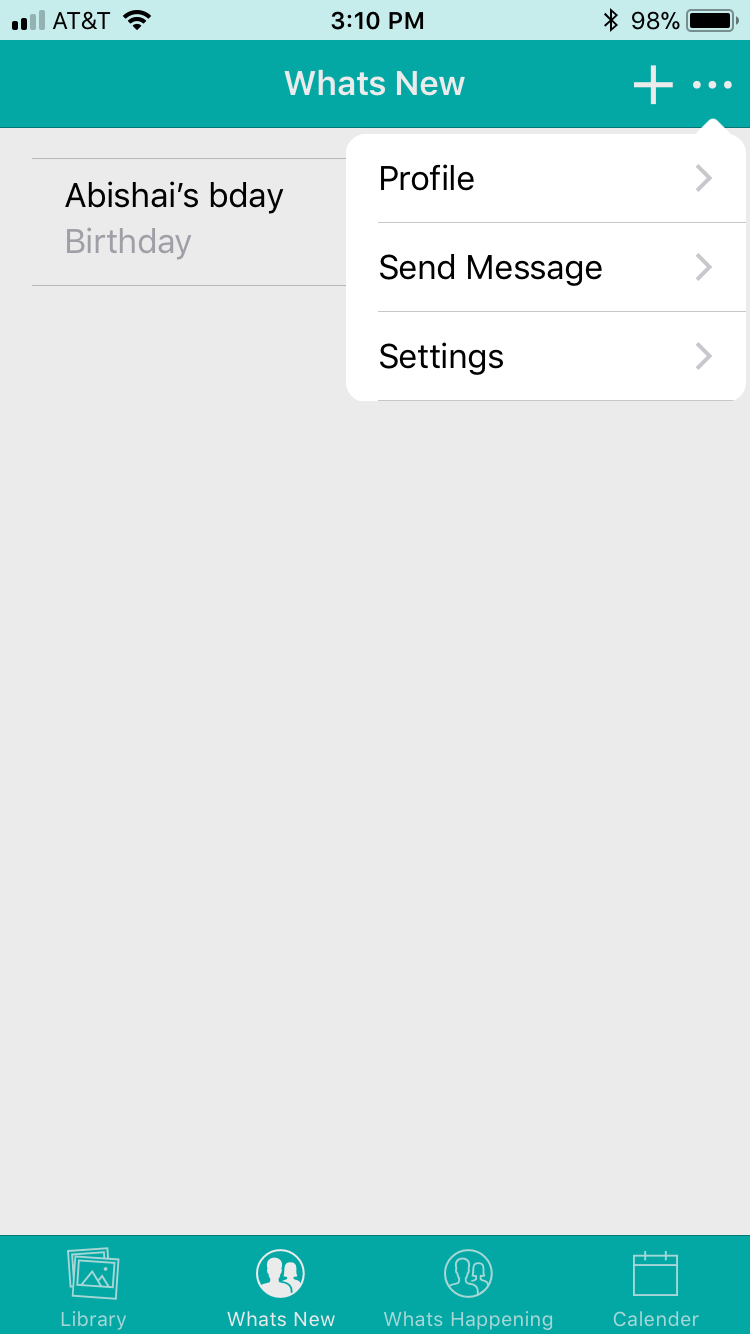 AT&T 3:10 PM 98%
Whats New
Profile
Abishai’s bday
Birthday
Send Message
Settings
Library Whats New Whats Happening Calender